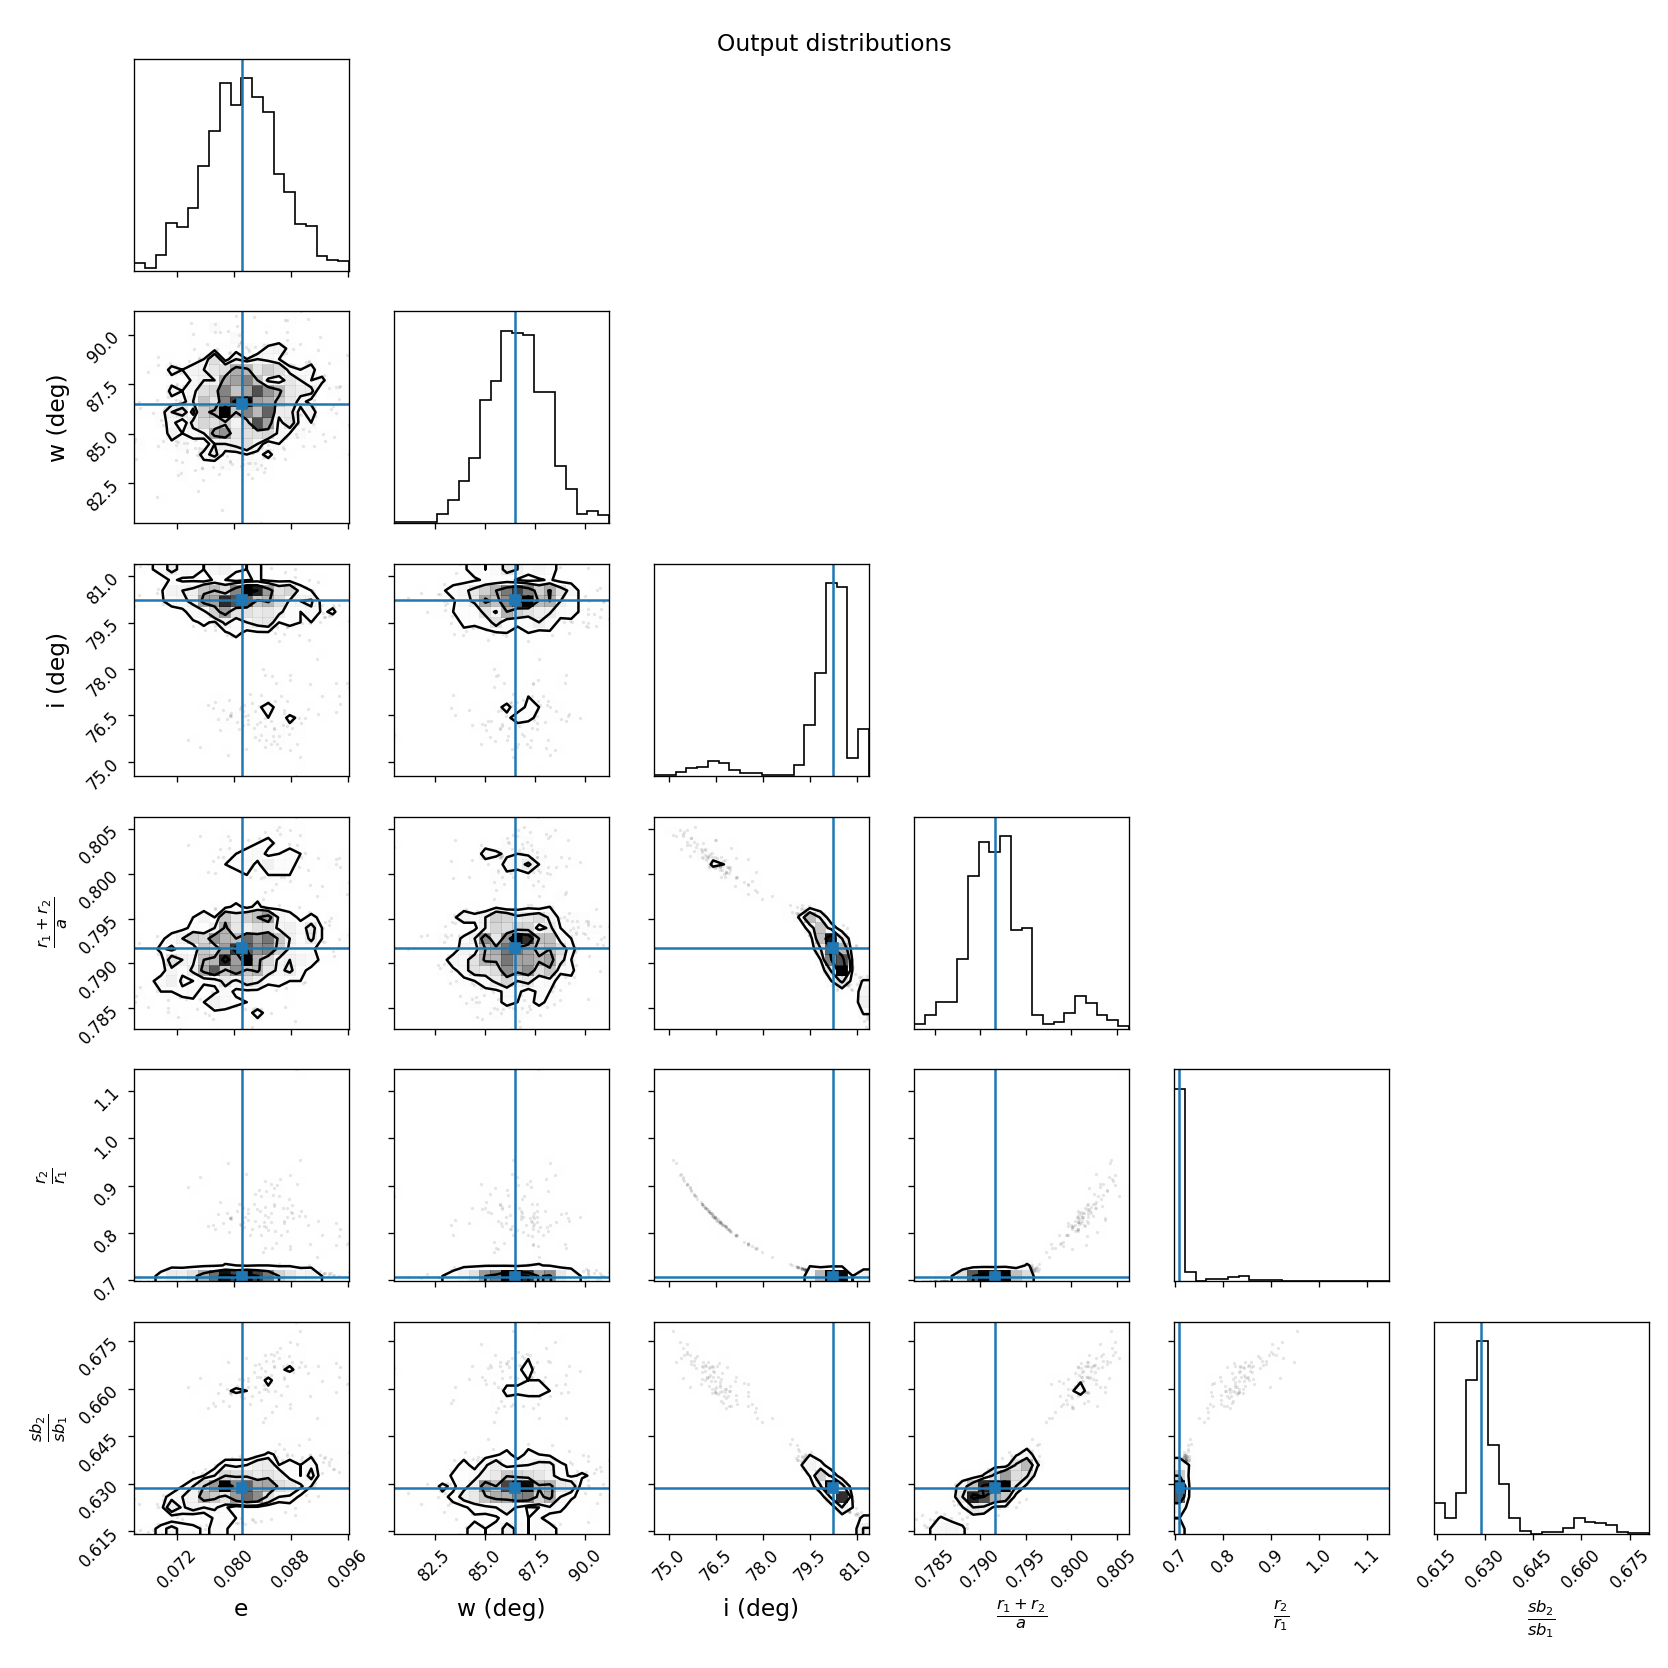 Output distributions
w (deg)
90.0
87.5
85.0
82.5
i (deg)
81.0
79.5
78.0
76.5
75.0
r₁ + r₂
a
0.805
0.800
0.795
0.790
0.785
r₂
r₁
1.1
1.0
0.9
0.8
0.7
sb₂
sb₁
0.675
0.660
0.645
0.630
0.615
0.072 0.080 0.088 0.096 82.5 85.0 87.5 90.0 75.0 76.5 78.0 79.5 81.0 0.785 0.790 0.795 0.800 0.805 0.7 0.8 0.9 1.0 1.1 0.615 0.630 0.645 0.660 0.675
e w (deg) i (deg) r₁ + r₂ r₂ sb₂
a r₁ sb₁